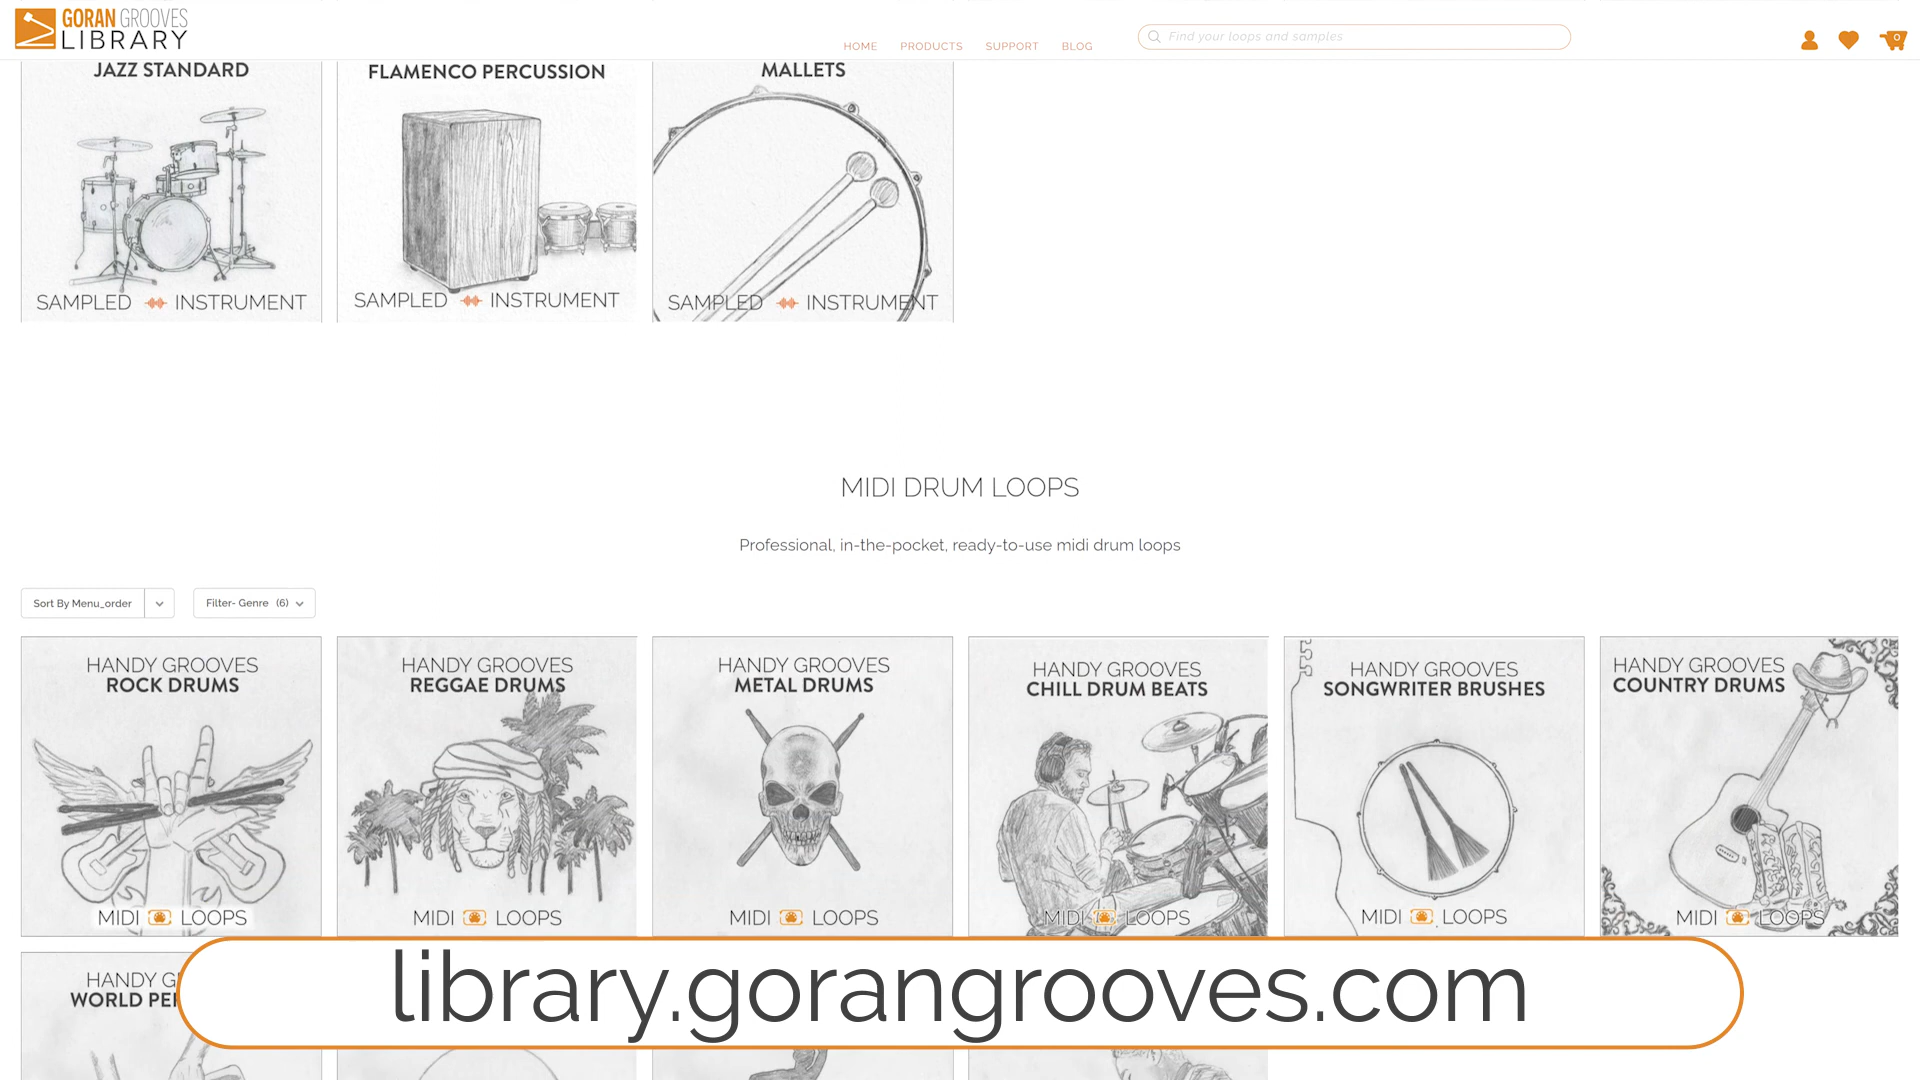 GORAN GROOVES
LIBRARY
HOME PRODUCTS SUPPORT BLOG
Find your loops and samples
0
JAZZ STANDARD
FLAMENCO PERCUSSION
MALLETS
SAMPLED INSTRUMENT
SAMPLED INSTRUMENT
SAMPLED INSTRUMENT
MIDI DRUM LOOPS
Professional, in-the-pocket, ready-to-use midi drum loops
Sort By Menu_order
Filter- Genre (6)
HANDY GROOVES
ROCK DRUMS
MIDI LOOPS
HANDY GROOVES
REGGAE DRUMS
MIDI LOOPS
HANDY GROOVES
METAL DRUMS
MIDI LOOPS
HANDY GROOVES
CHILL DRUM BEATS
MIDI LOOPS
HANDY GROOVES
SONGWRITER BRUSHES
MIDI LOOPS
HANDY GROOVES
COUNTRY DRUMS
MIDI LOOPS
HANDY
WORLD
library.gorangrooves.com